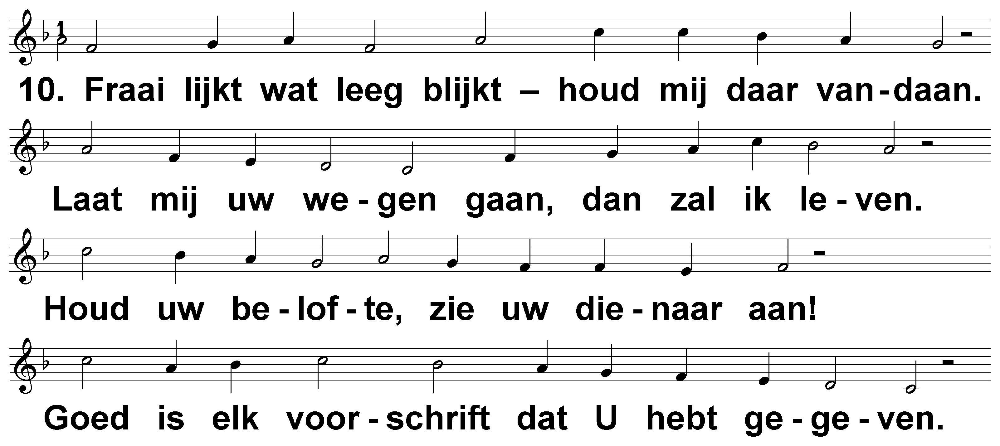 1
10. Fraai lijkt wat leeg blijkt – houd mij daar van-daan.
Laat mij uw we - gen gaan, dan zal ik le - ven.
Houd uw be - lof - te, zie uw die - naar aan!
Goed is elk voor - schrift dat U hebt ge - ge - ven.